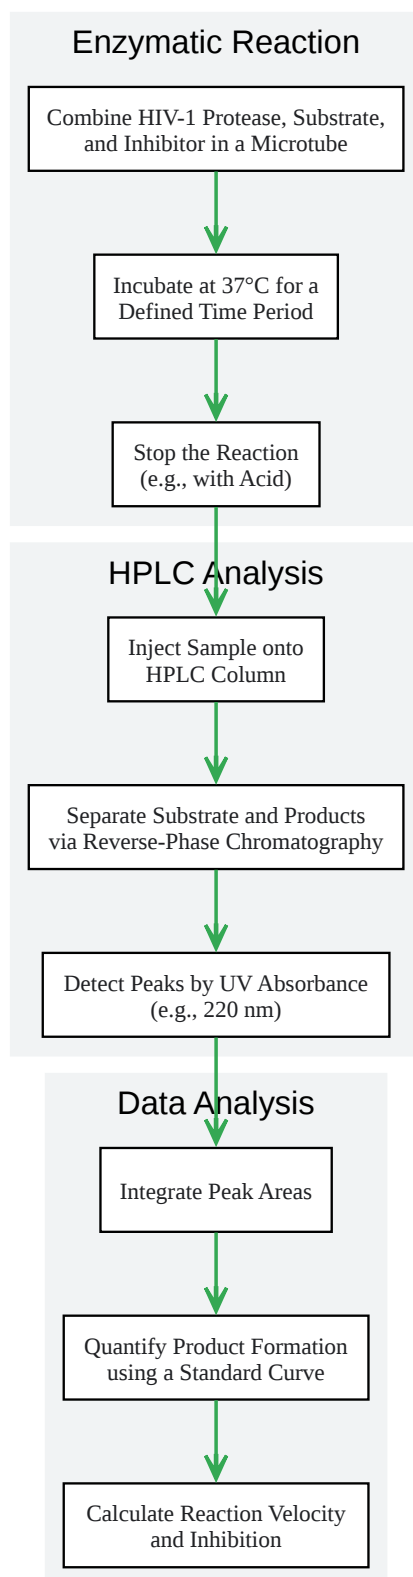 Enzymatic Reaction
Combine HIV-1 Protease, Substrate,
and Inhibitor in a Microtube
Incubate at 37°C for a
Defined Time Period
Stop the Reaction
(e.g., with Acid)
HPLC Analysis
Inject Sample onto
HPLC Column
Separate Substrate and Products
via Reverse-Phase Chromatography
Detect Peaks by UV Absorbance
(e.g., 220 nm)
Data Analysis
Integrate Peak Areas
Quantify Product Formation
using a Standard Curve
Calculate Reaction Velocity
and Inhibition